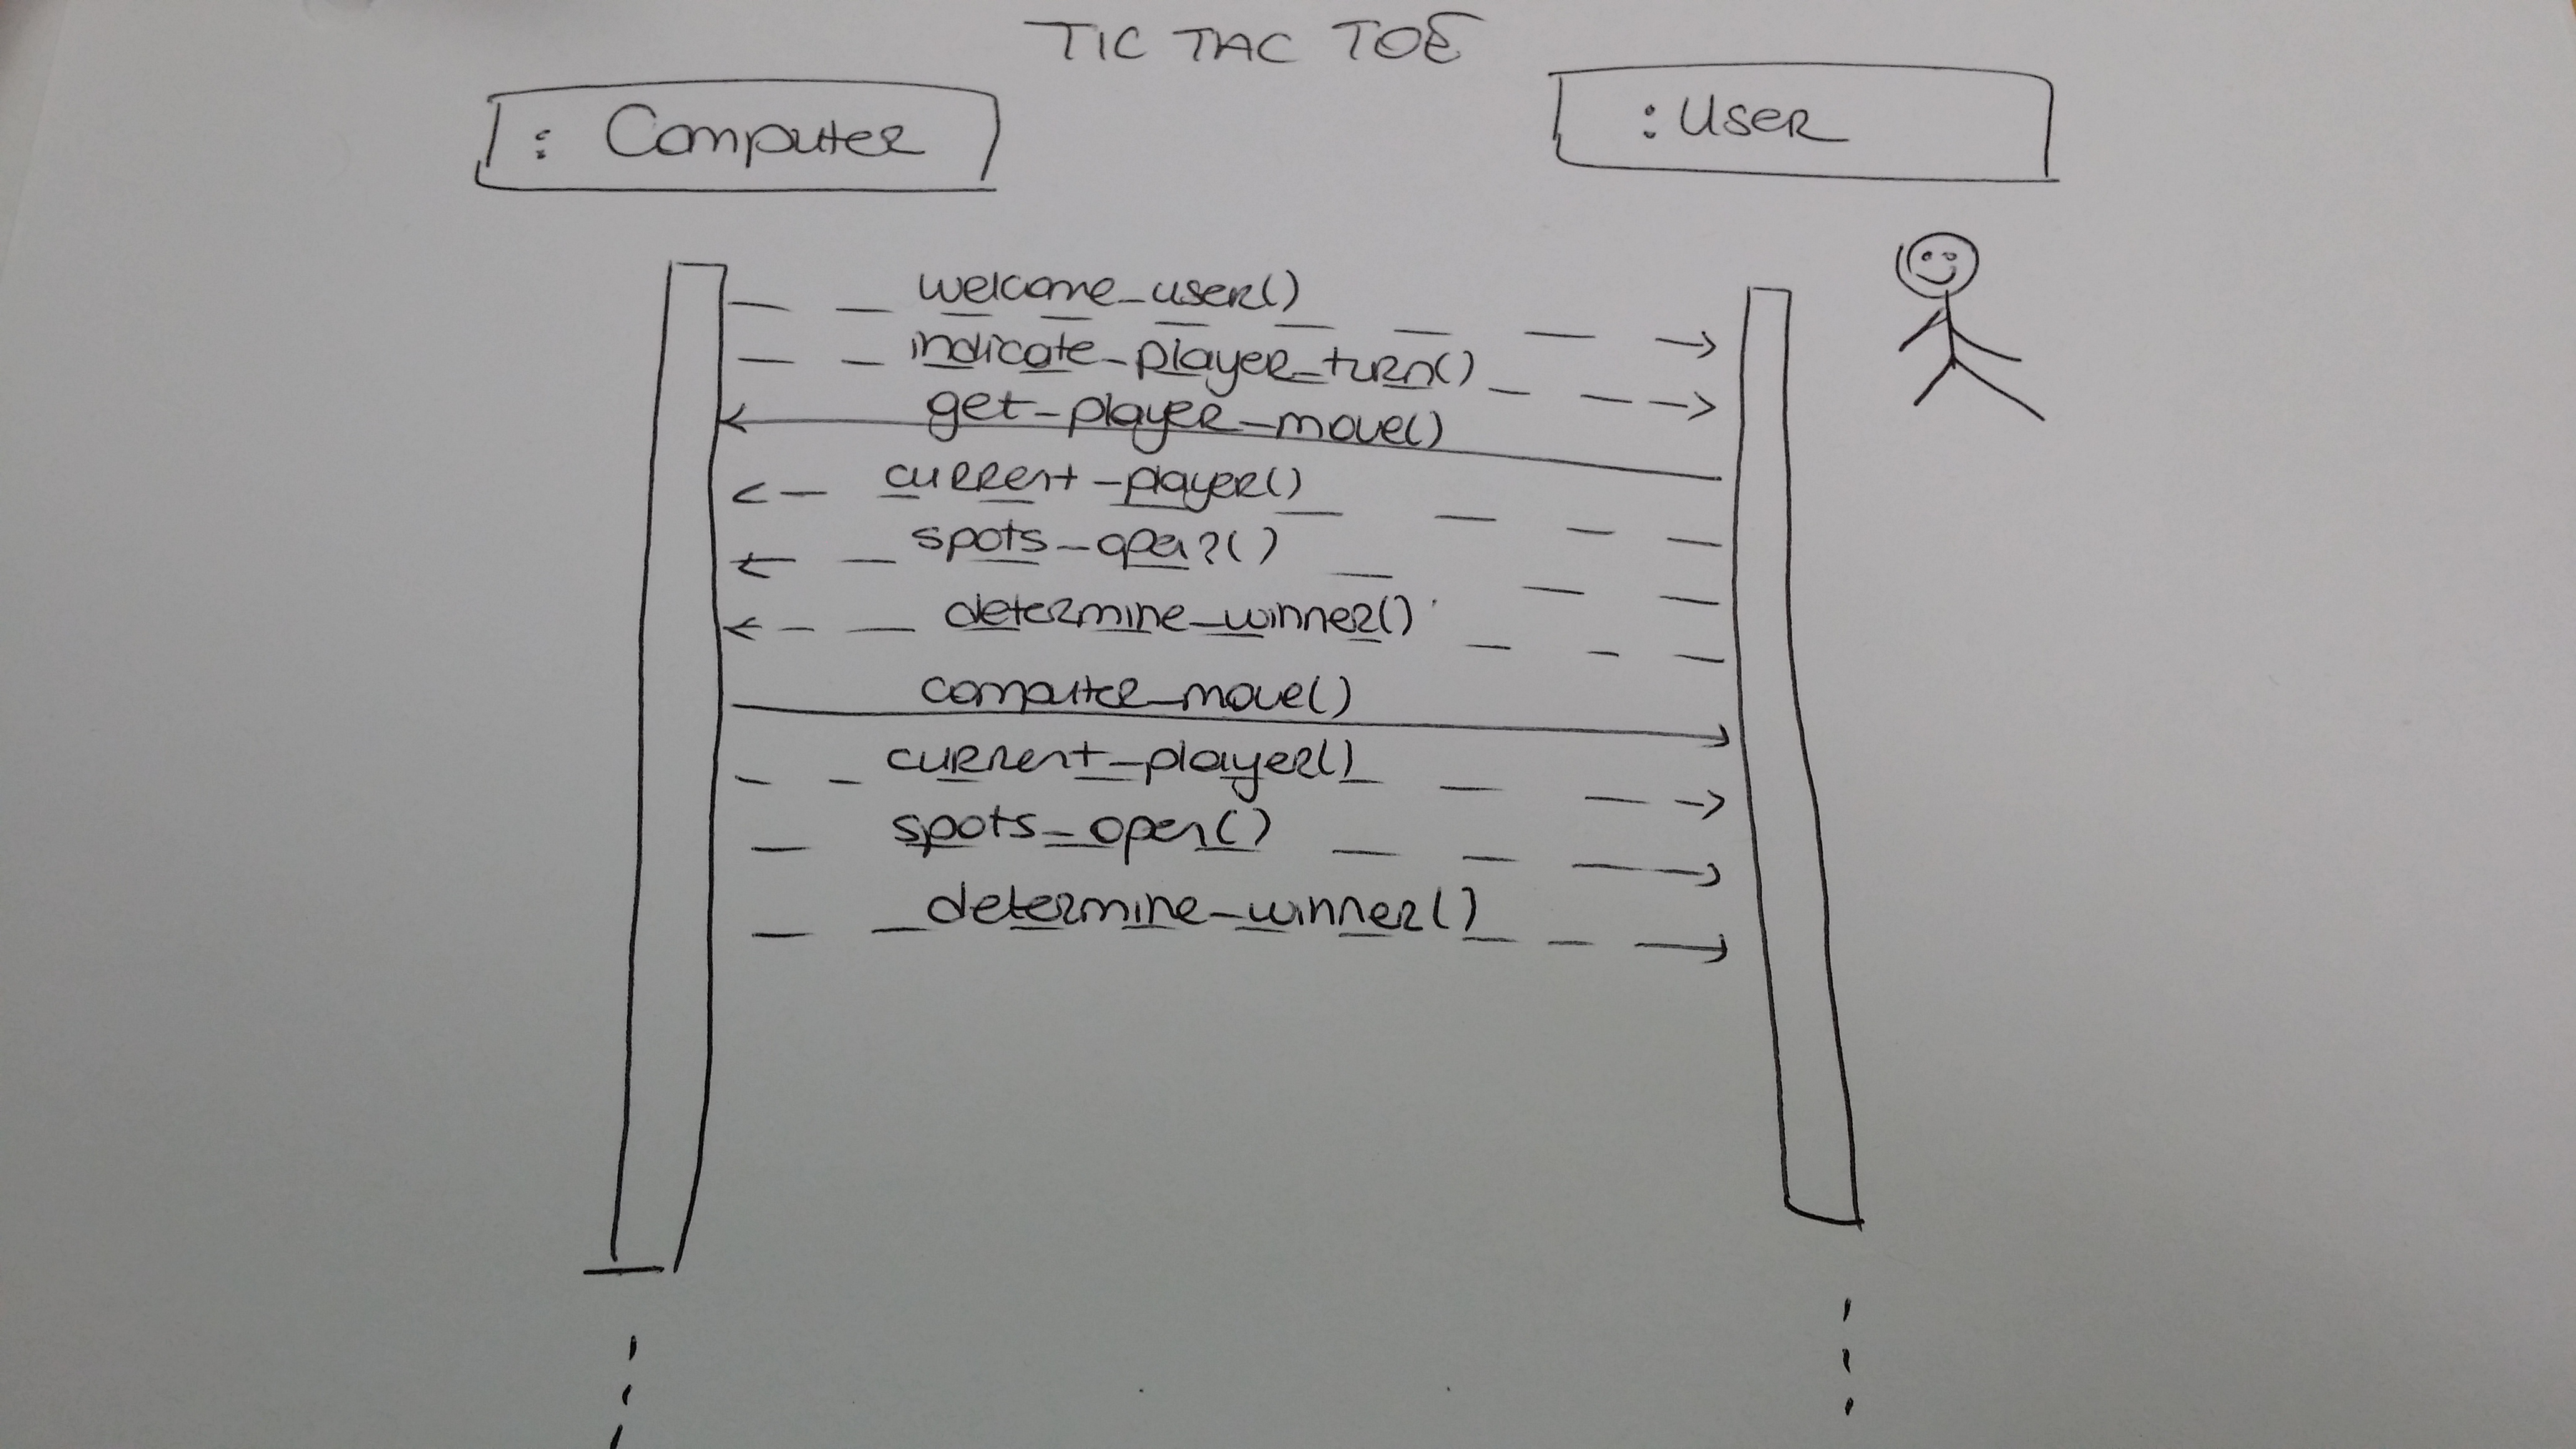 TIC TAC TOE
: Computer
: User
welcome_user()
indicate_player_turn()
get_player_move()
current_player()
spots_open?()
determine_winner()
computer_move()
current_player()
spots_open()
determine_winner()